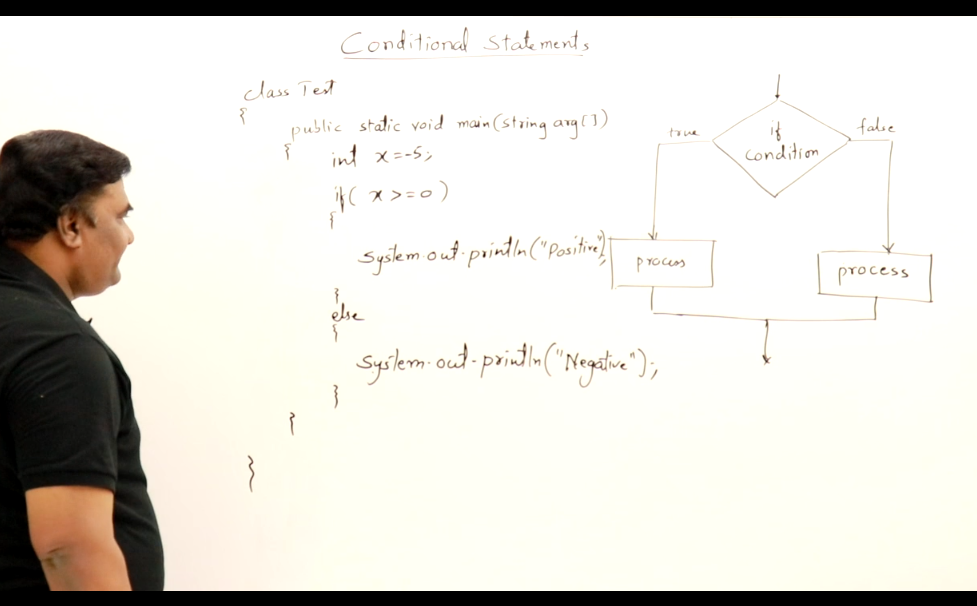 Conditional Statements
class Test
{
public static void main(string arg[])
{
int x=-5;
if( x >= 0 )
{
System.out.println("Positive");
}
else
{
System.out.println("Negative");
}
}
}
if
condition
true
false
process
process